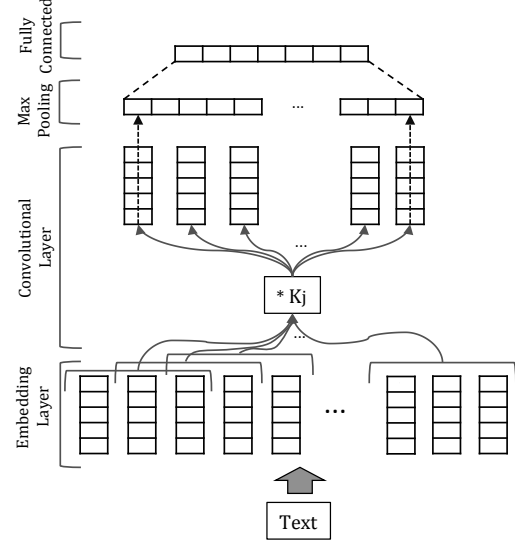 Fully
Connected
Max
Pooling
...
Convolutional
Layer
...
* Kj
...
Embedding
Layer
...
Text